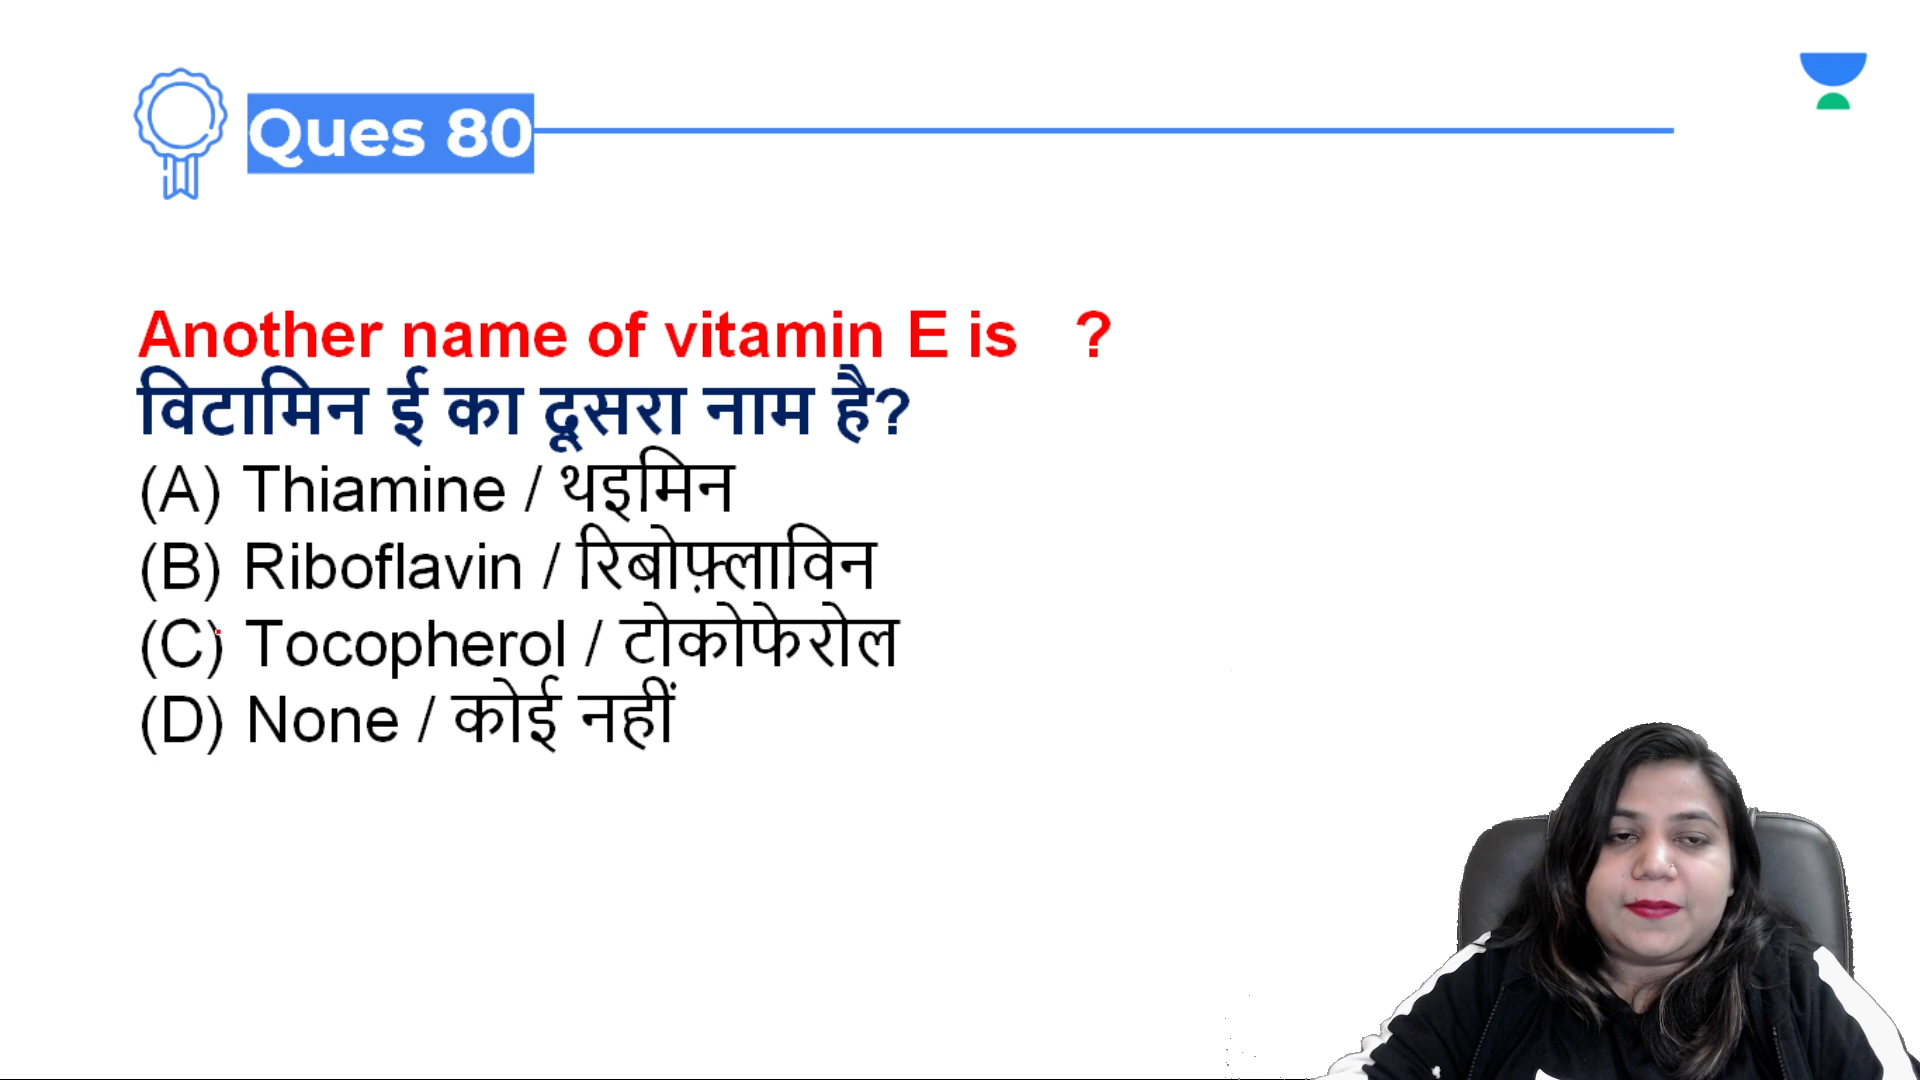 Ques 80
Another name of vitamin E is ?
विटामिन ई का दूसरा नाम है?
(A) Thiamine / थइमिन
(B) Riboflavin / रिबोफ़्लाविन
(C) Tocopherol / टोकोफेरोल
(D) None / कोई नहीं